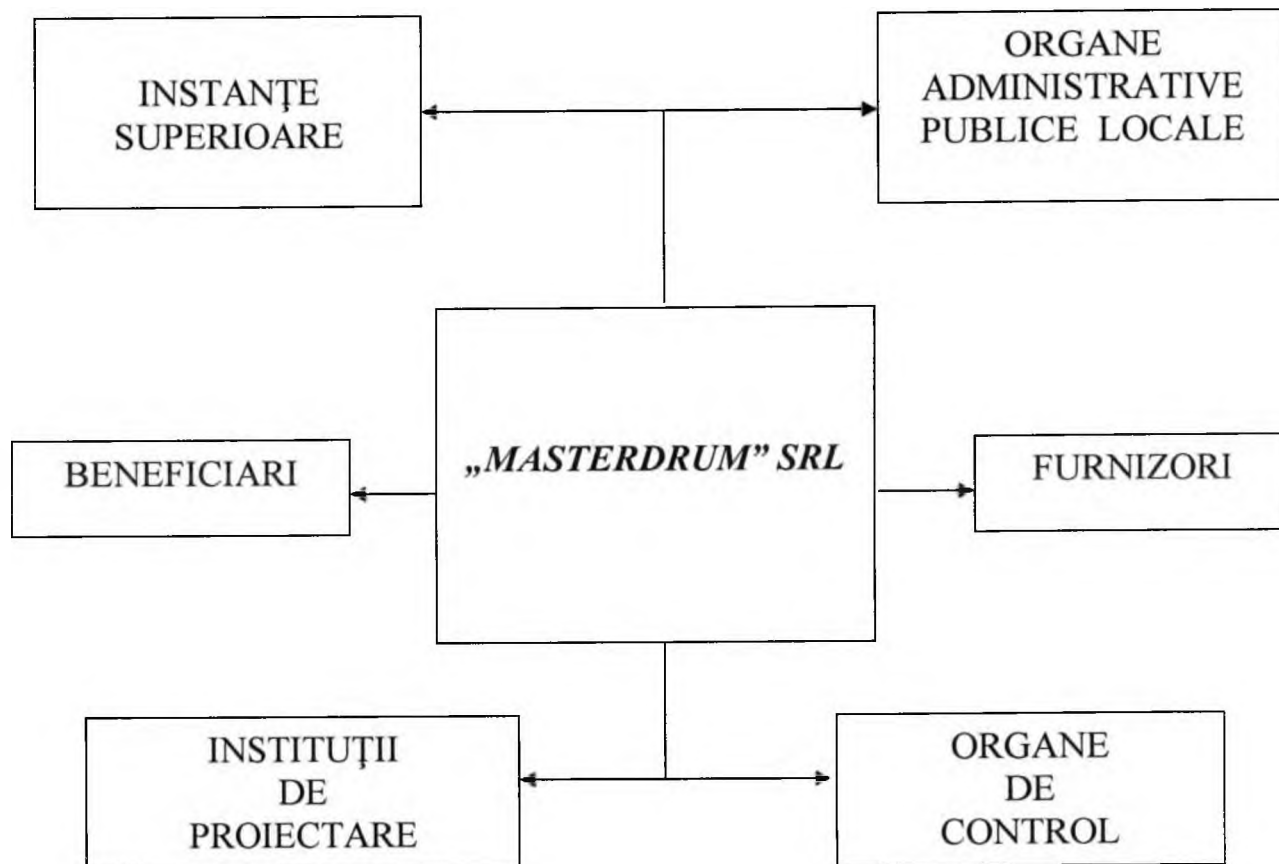 INSTANŢE
SUPERIOARE
ORGANE
ADMINISTRATIVE
PUBLICE LOCALE
BENEFICIARI
„MASTERDRUM” SRL
FURNIZORI
INSTITUŢII
DE
PROIECTARE
ORGANE
DE
CONTROL